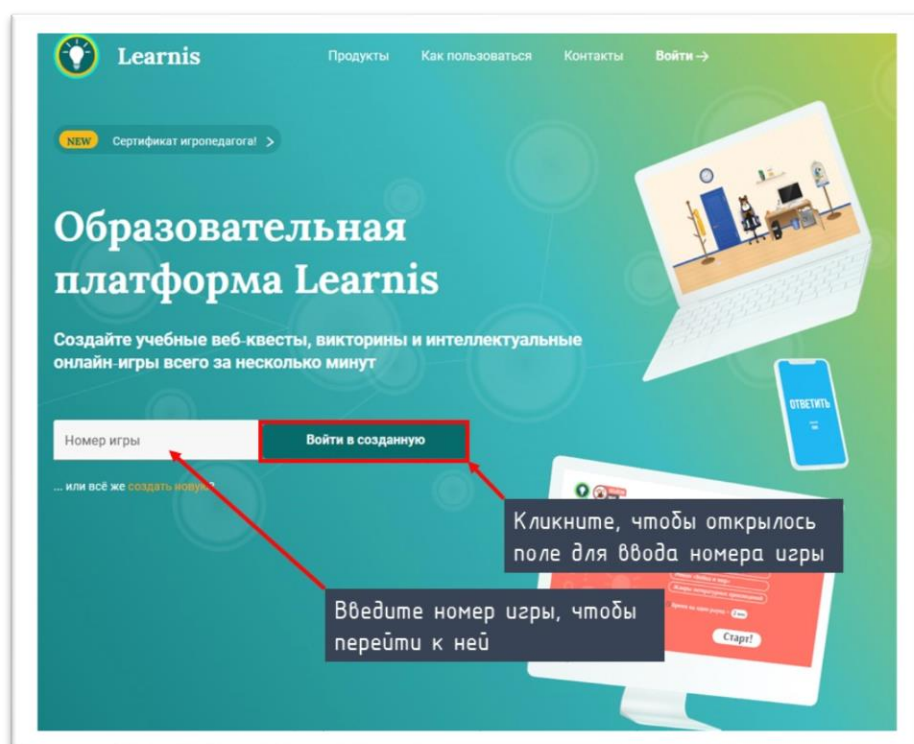 Learnis
Продукты
Как пользоваться
Контакты
Войти →
NEW
Сертификат игропедагога! >
Образовательная
платформа Learnis
Создайте учебные веб-квесты, викторины и интеллектуальные
онлайн-игры всего за несколько минут
ОТВЕТИТЬ
Номер игры
Войти в созданную
... или всё же создать новую?
Кликните, чтобы открылось
поле для ввода номера игры
Введите номер игры, чтобы
перейти к ней
Старт!